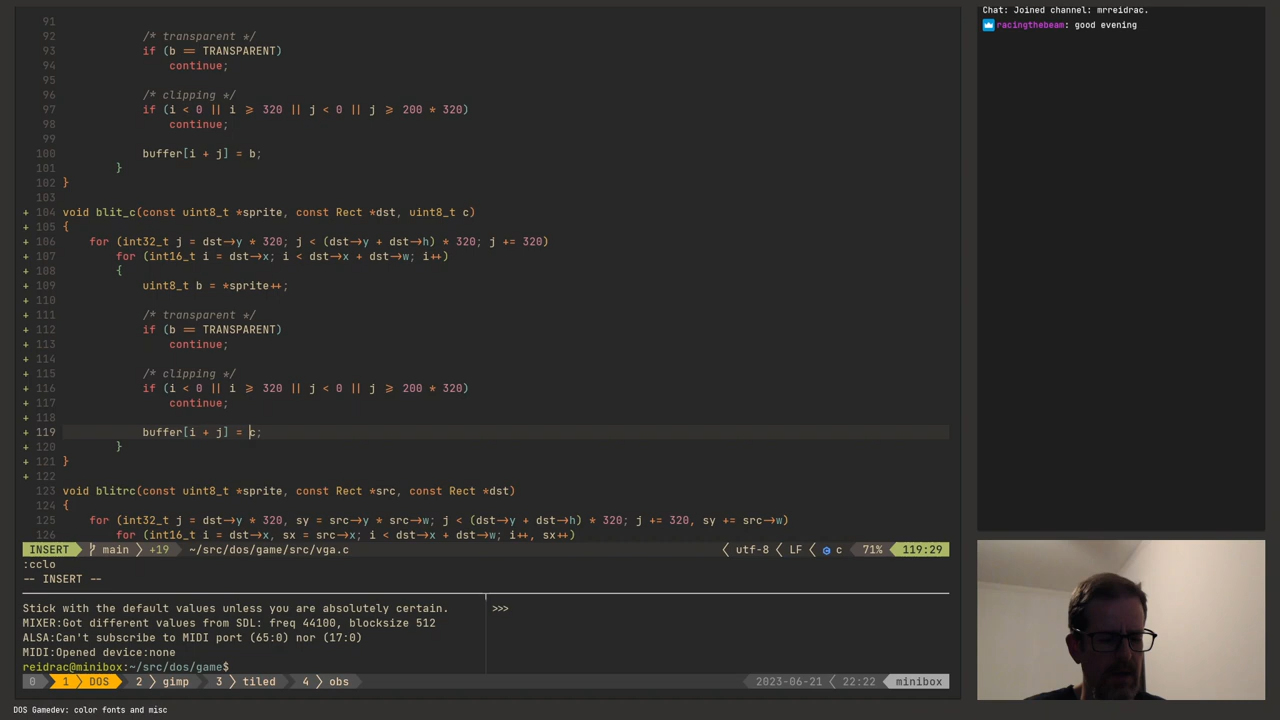 91
92 /* transparent */
93 if (b == TRANSPARENT)
94 continue;
95
96 /* clipping */
97 if (i < 0 || i >= 320 || j < 0 || j >= 200 * 320)
98 continue;
99
100 buffer[i + j] = b;
101 }
102 }
103
+ 104 void blit_c(const uint8_t *sprite, const Rect *dst, uint8_t c)
+ 105 {
+ 106 for (int32_t j = dst->y * 320; j < (dst->y + dst->h) * 320; j += 320)
+ 107 for (int16_t i = dst->x; i < dst->x + dst->w; i++)
+ 108 {
+ 109 uint8_t b = *sprite++;
+ 110
+ 111 /* transparent */
+ 112 if (b == TRANSPARENT)
+ 113 continue;
+ 114
+ 115 /* clipping */
+ 116 if (i < 0 || i >= 320 || j < 0 || j >= 200 * 320)
+ 117 continue;
+ 118
+ 119 buffer[i + j] = c;
+ 120 }
+ 121 }
+ 122
123 void blitrc(const uint8_t *sprite, const Rect *src, const Rect *dst)
124 {
125 for (int32_t j = dst->y * 320, sy = src->y * src->w; j < (dst->y + dst->h) * 320; j += 320, sy += src->w)
126 for (int16_t i = dst->x, sx = src->x; i < dst->x + dst->w; i++, sx++)
INSERT main +19 ~/src/dos/game/src/vga.c utf-8 LF c 71% 119:29
:cclo
-- INSERT --
Stick with the default values unless you are absolutely certain.
MIXER:Got different values from SDL: freq 44100, blocksize 512
ALSA:Can't subscribe to MIDI port (65:0) nor (17:0)
MIDI:Opened device:none
reidrac@minibox:~/src/dos/game$
>>>
0 1 DOS 2 gimp 3 tiled 4 obs 2023-06-21 22:22 minibox
DOS Gamedev: color fonts and misc
Chat: Joined channel: mrreidrac.
racingthebeam: good evening